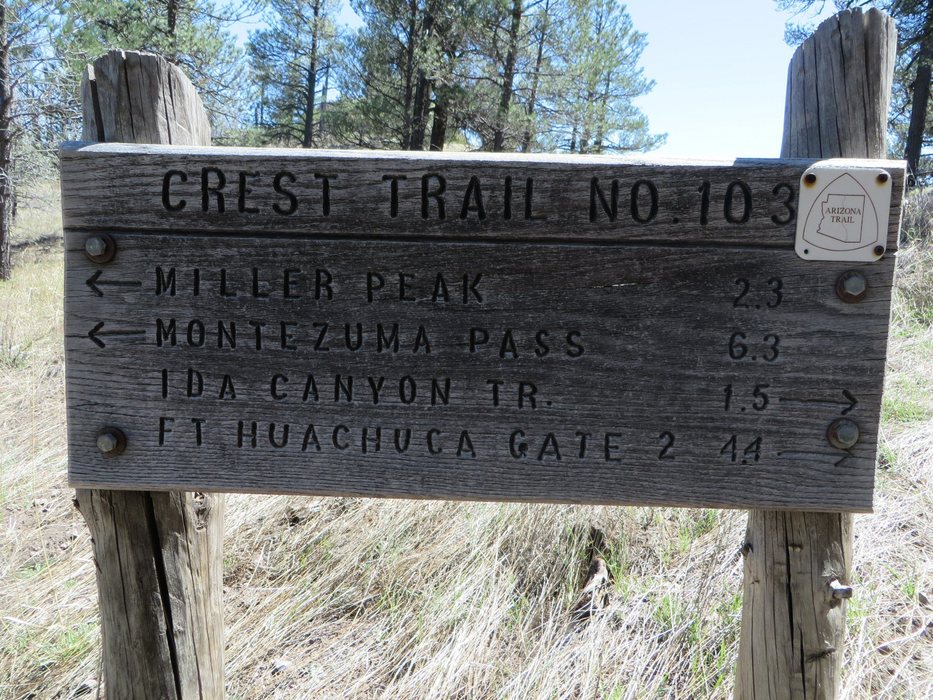 CREST TRAIL NO. 103
ARIZONA
TRAIL
← MILLER PEAK 2.3
← MONTEZUMA PASS 6.3
IDA CANYON TR. 1.5 →
FT HUACHUCA GATE 2 4.4 →